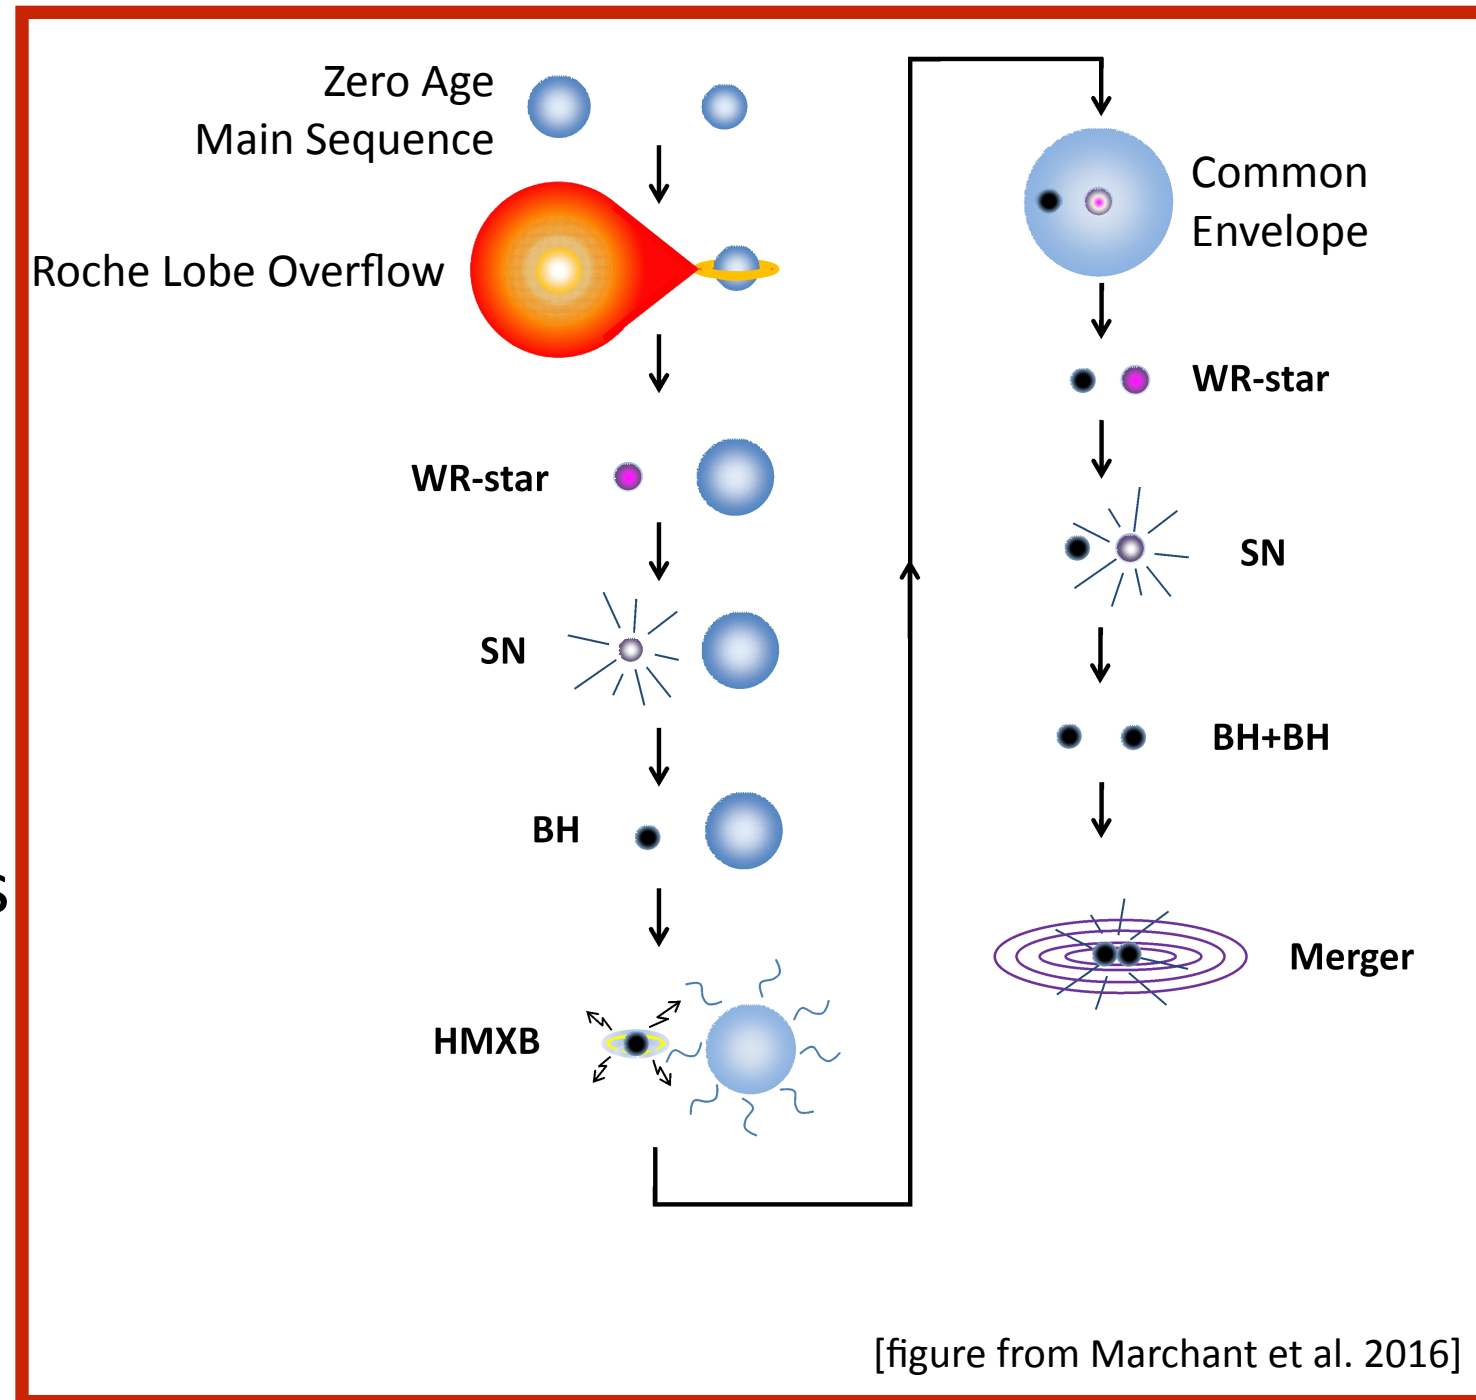 Zero Age
Main Sequence
Roche Lobe Overflow
WR-star
SN
BH
HMXB
Common
Envelope
WR-star
SN
BH+BH
Merger
s
[figure from Marchant et al. 2016]